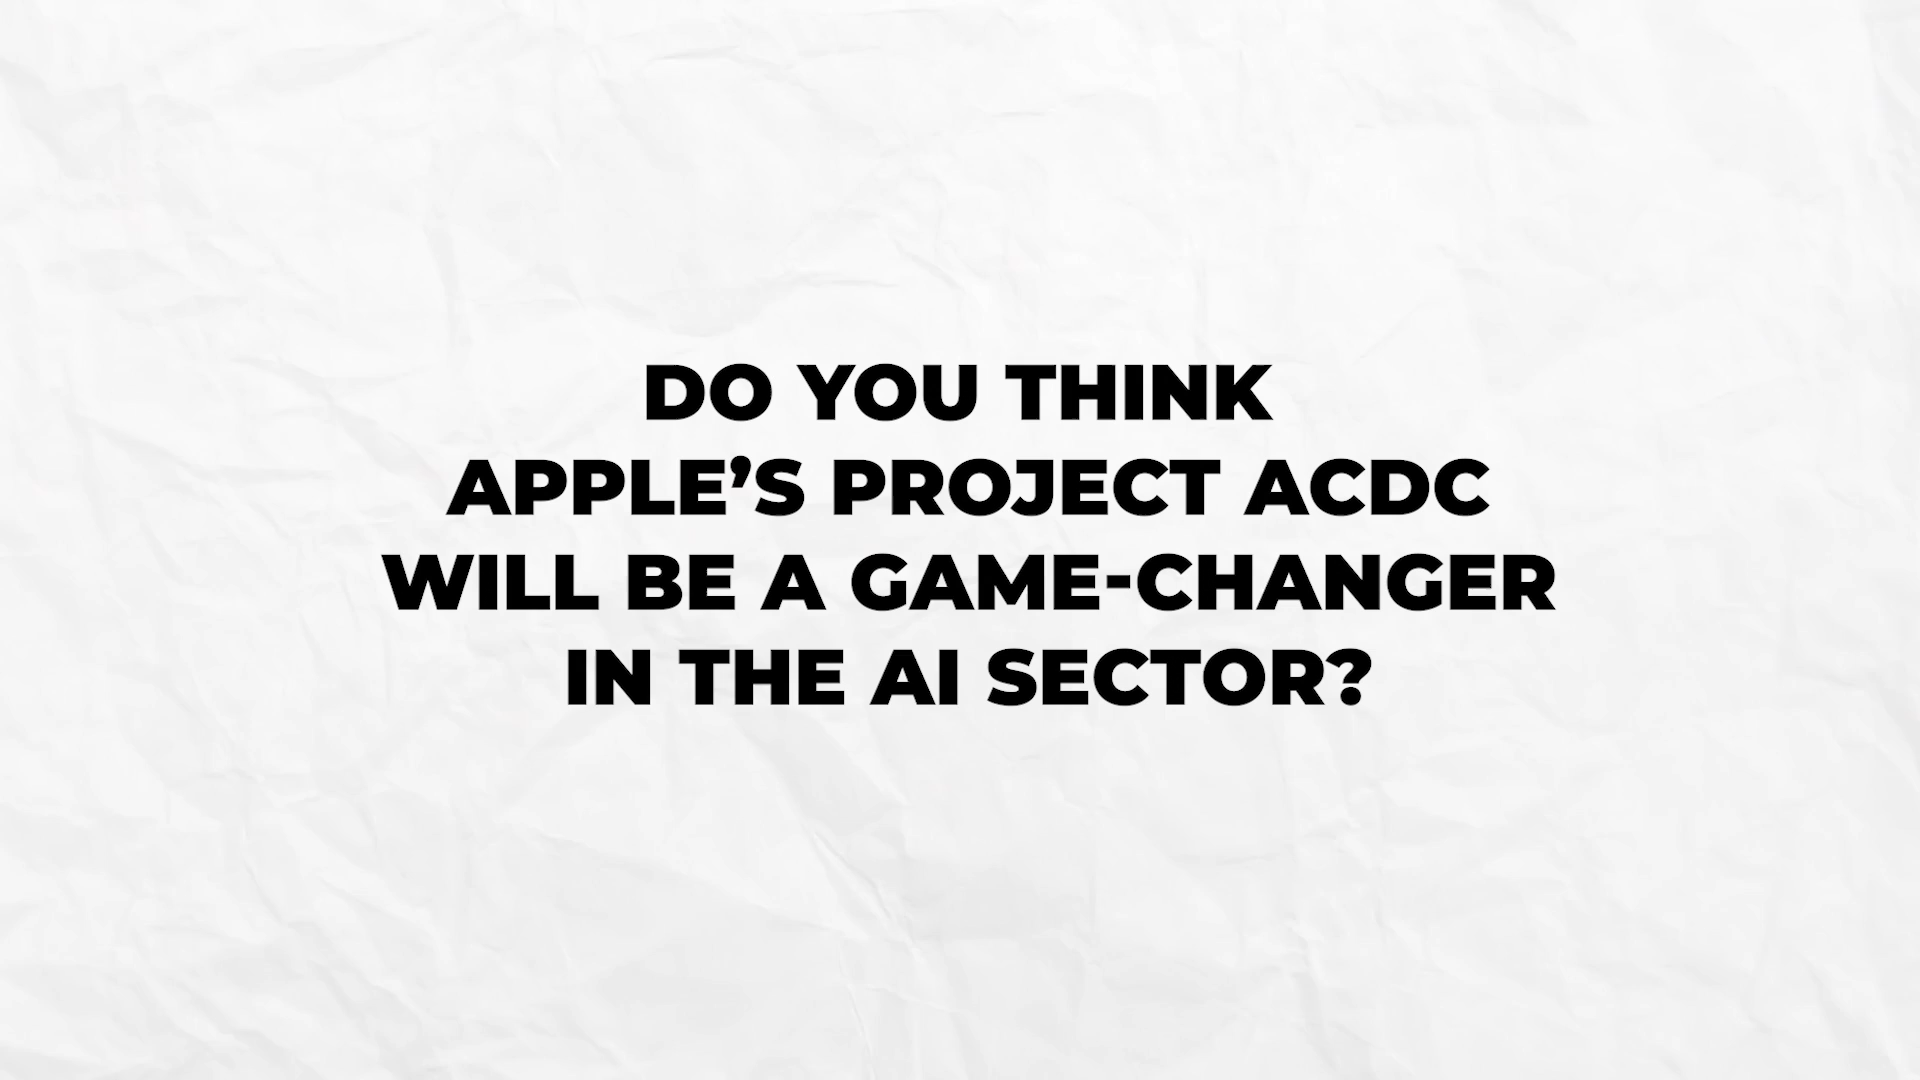 DO YOU THINK
APPLE’S PROJECT ACDC
WILL BE A GAME-CHANGER
IN THE AI SECTOR?